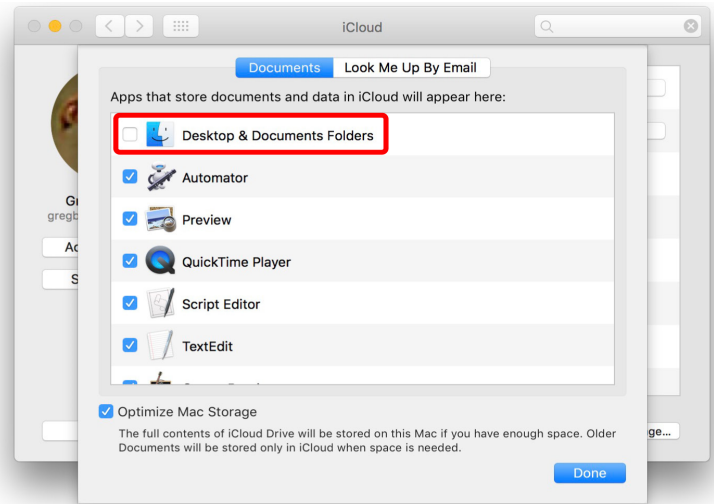 iCloud
Documents
Look Me Up By Email
Apps that store documents and data in iCloud will appear here:
Desktop & Documents Folders
Automator
Preview
QuickTime Player
Script Editor
TextEdit
Optimize Mac Storage
The full contents of iCloud Drive will be stored on this Mac if you have enough space. Older
Documents will be stored only in iCloud when space is needed.
Done